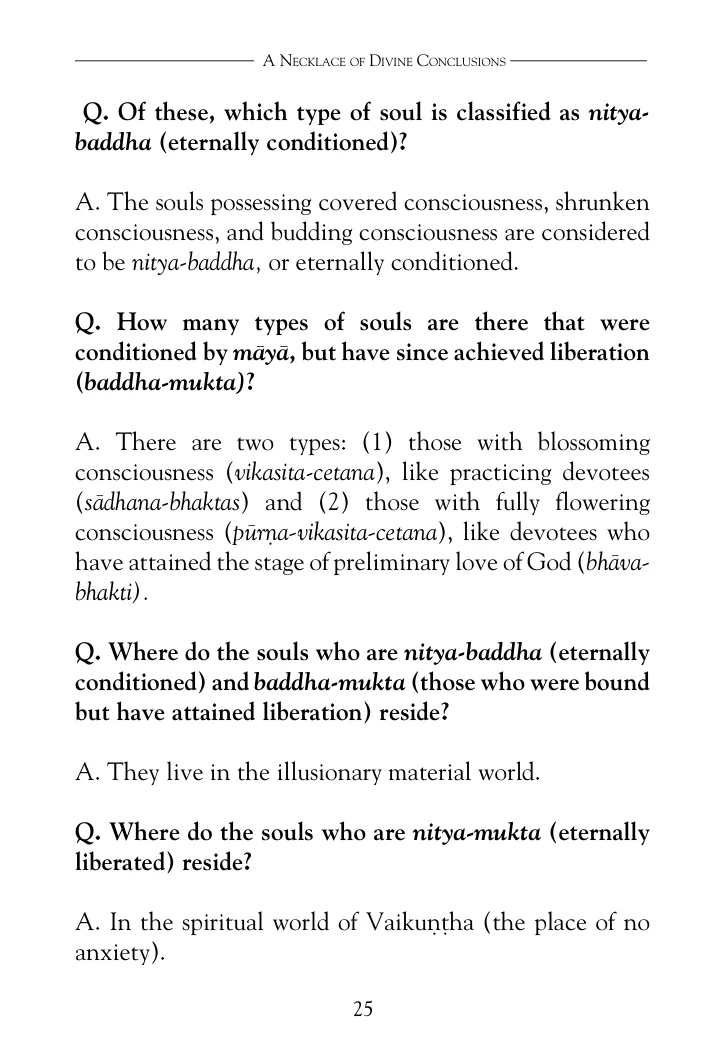 A Necklace of Divine Conclusions
Q. Of these, which type of soul is classified as nitya-
baddha (eternally conditioned)?
A. The souls possessing covered consciousness, shrunken
consciousness, and budding consciousness are considered
to be nitya-baddha, or eternally conditioned.
Q. How many types of souls are there that were
conditioned by māyā, but have since achieved liberation
(baddha-mukta)?
A. There are two types: (1) those with blossoming
consciousness (vikasita-cetana), like practicing devotees
(sādhana-bhaktas) and (2) those with fully flowering
consciousness (pūrṇa-vikasita-cetana), like devotees who
have attained the stage of preliminary love of God (bhāva-
bhakti).
Q. Where do the souls who are nitya-baddha (eternally
conditioned) and baddha-mukta (those who were bound
but have attained liberation) reside?
A. They live in the illusionary material world.
Q. Where do the souls who are nitya-mukta (eternally
liberated) reside?
A. In the spiritual world of Vaikuṇṭha (the place of no
anxiety).
25